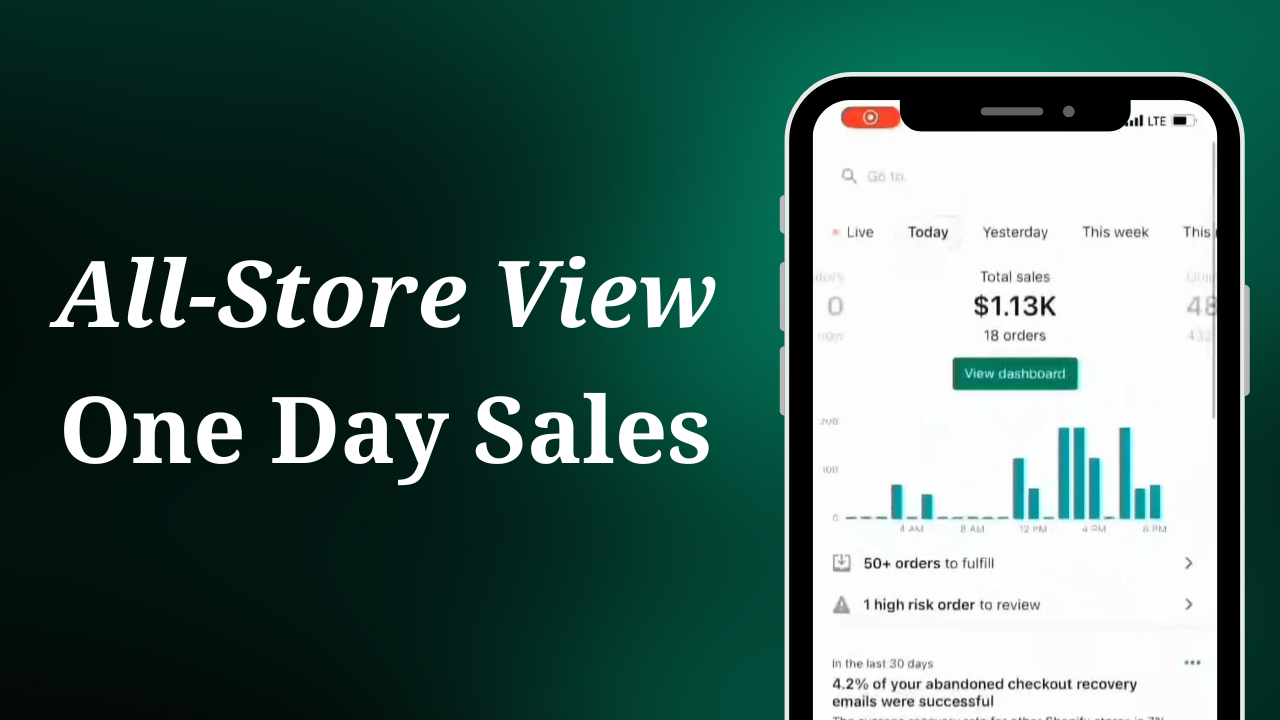 All-Store View
One Day Sales
LTE
Go to
Live Today Yesterday This week This
Total sales
0 $1.13K 48
18 orders
View dashboard
200
100
0
4 AM 8 AM 12 PM 4 PM 8 PM
50+ orders to fulfill
1 high risk order to review
In the last 30 days
4.2% of your abandoned checkout recovery
emails were successful